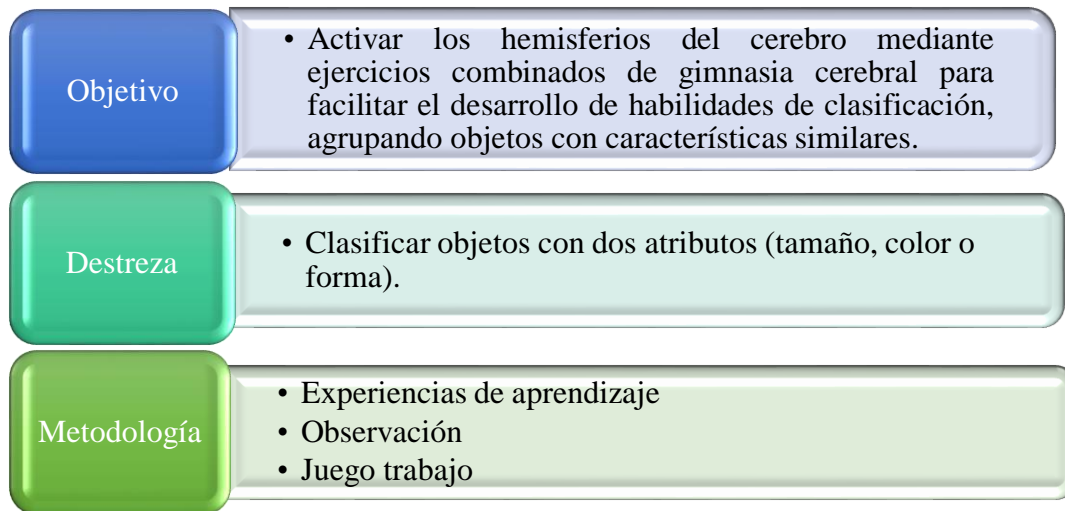 Objetivo
• Activar los hemisferios del cerebro mediante
ejercicios combinados de gimnasia cerebral para
facilitar el desarrollo de habilidades de clasificación,
agrupando objetos con características similares.
Destreza
• Clasificar objetos con dos atributos (tamaño, color o
forma).
Metodología
• Experiencias de aprendizaje
• Observación
• Juego trabajo